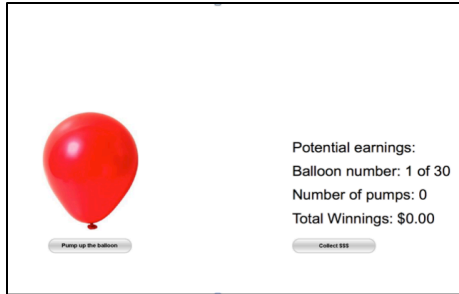 Potential earnings:
Balloon number: 1 of 30
Number of pumps: 0
Total Winnings: $0.00
Pump up the balloon
Collect $$$